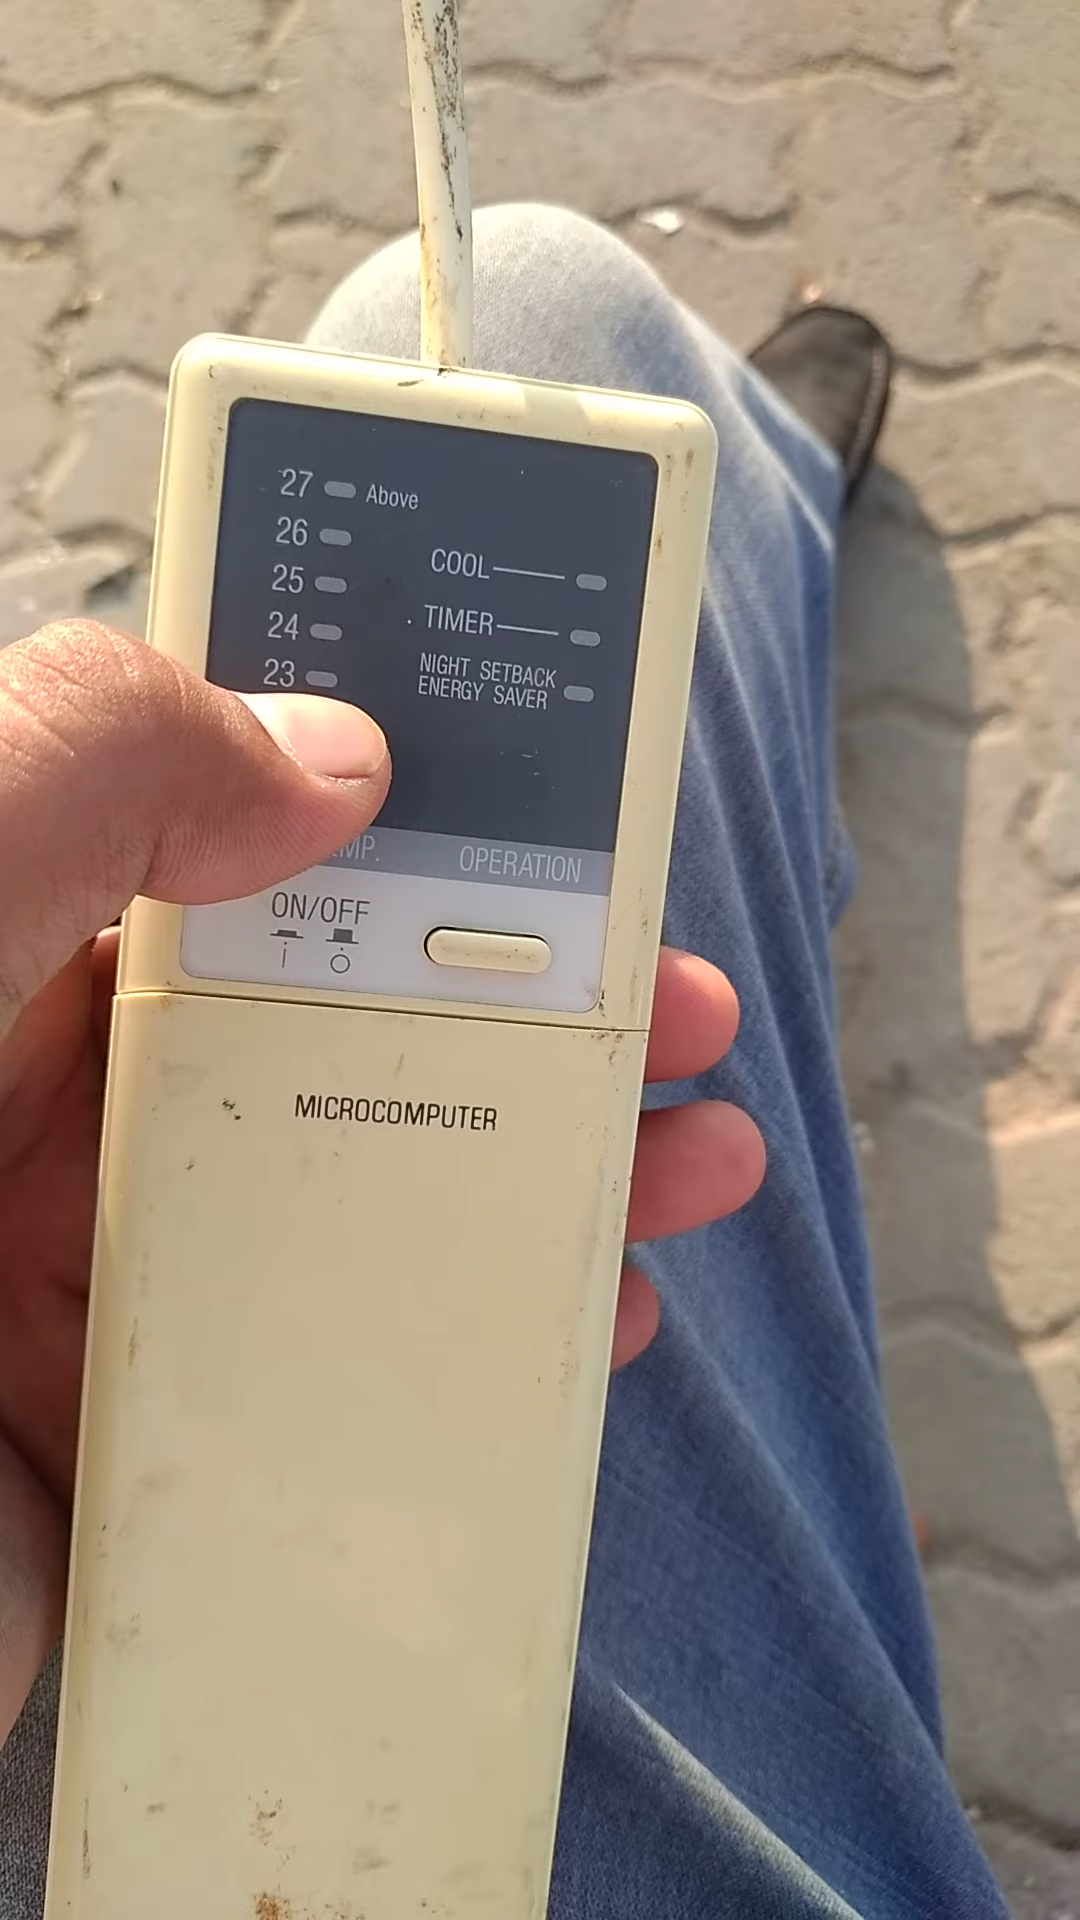 27 Above
26
25
24
23
COOL
TIMER
NIGHT SETBACK
ENERGY SAVER
OPERATION
ON/OFF
I O
MICROCOMPUTER